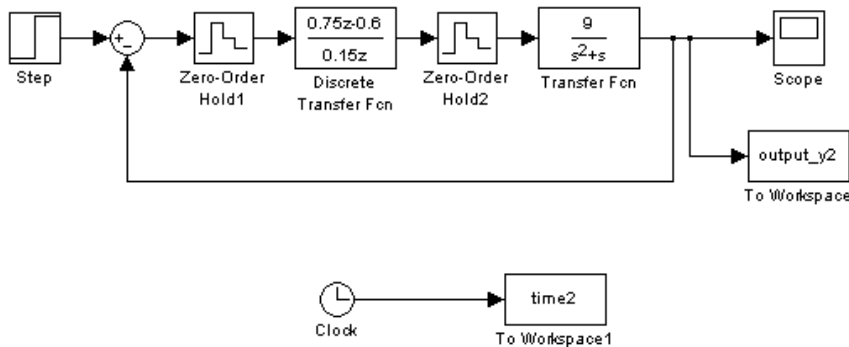 Step
+
−
Zero-Order
Hold1
0.75z-0.6
0.15z
Discrete
Transfer Fcn
Zero-Order
Hold2
9
s²+s
Transfer Fcn
Scope
output_y2
To Workspace
Clock
time2
To Workspace1